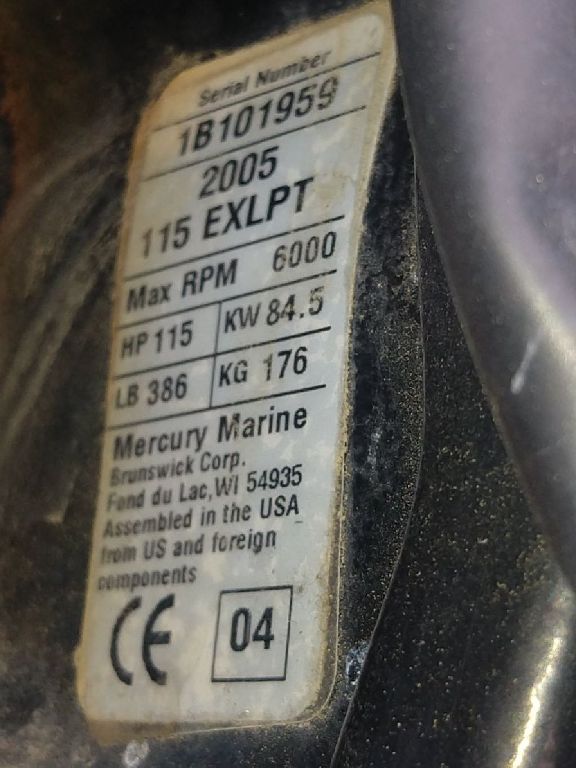 Serial Number
1B101959
2005
115 EXLPT
Max RPM 6000
HP 115 KW 84.5
LB 386 KG 176
Mercury Marine
Brunswick Corp.
Fond du Lac, WI 54935
Assembled in the USA
from US and foreign
components
CE 04